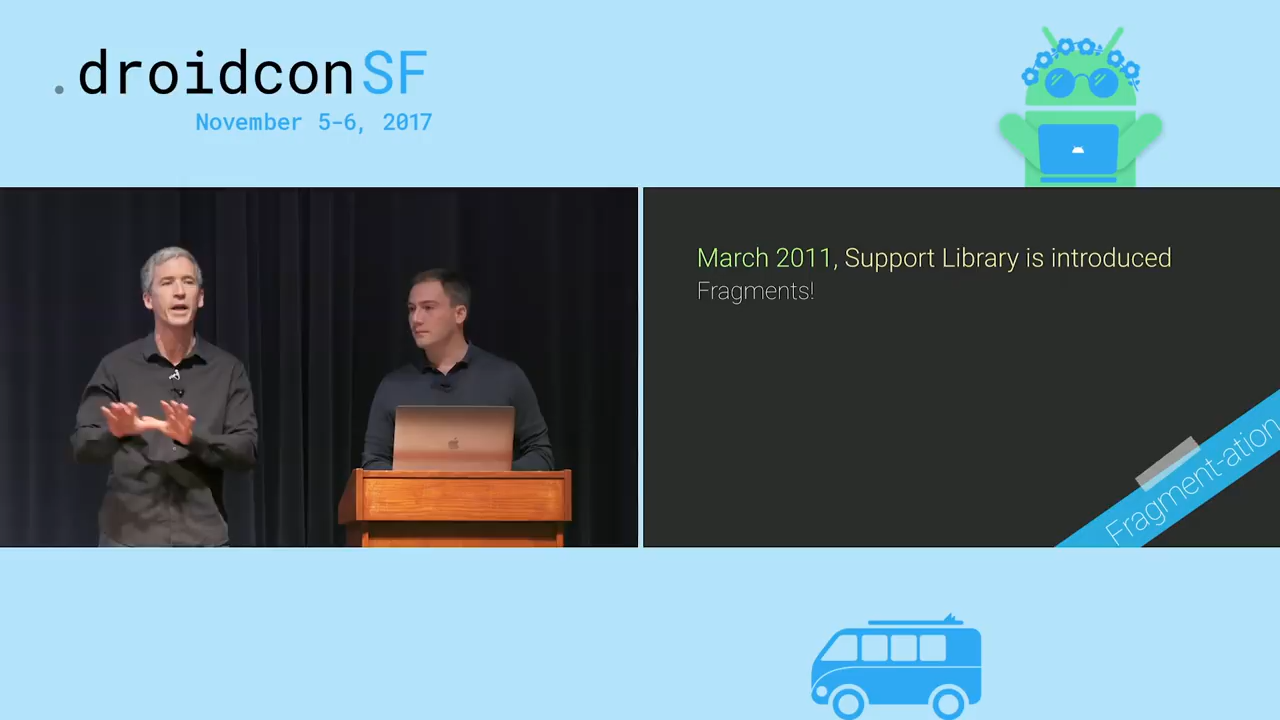 .droidconSF
November 5-6, 2017
March 2011, Support Library is introduced
Fragments!
Fragment-ation